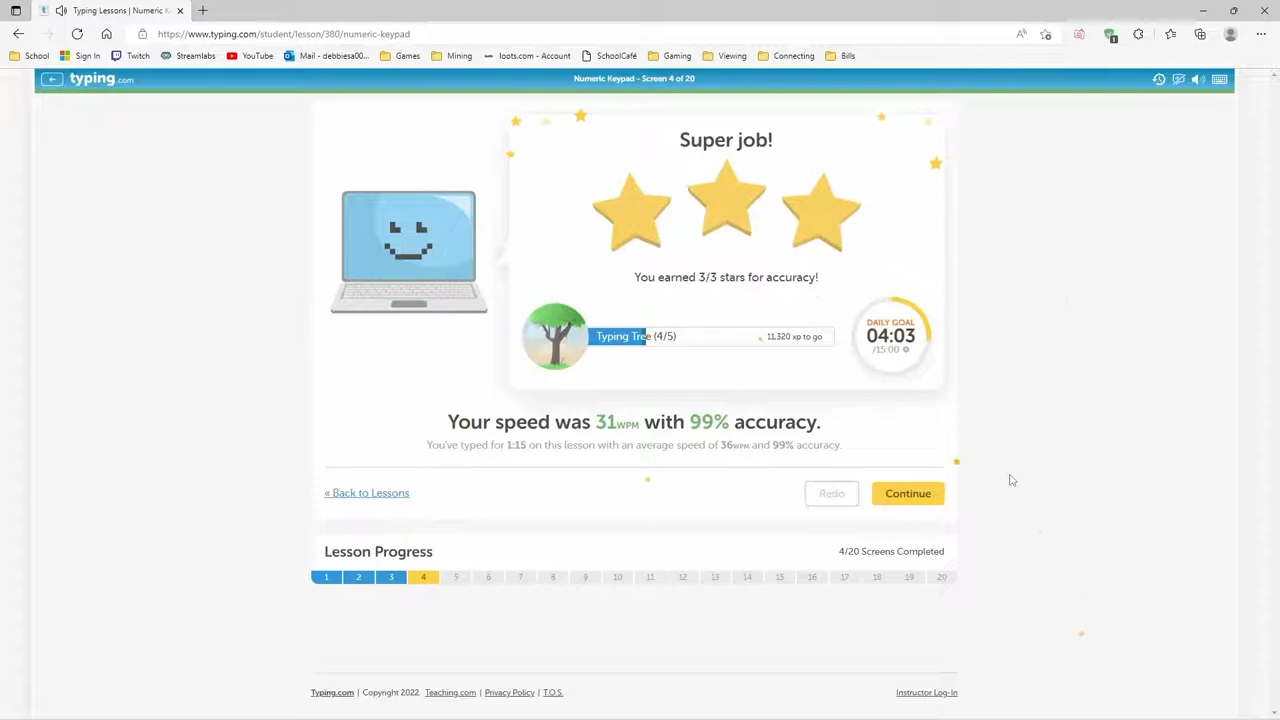 Typing Lessons | Numeric K
https://www.typing.com/student/lesson/380/numeric-keypad
School Sign In Twitch Streamlabs YouTube Mail - debbiesa00... Games Mining loots.com - Account SchoolCafé Gaming Viewing Connecting Bills
typing.com
Numeric Keypad - Screen 4 of 20
Super job!
You earned 3/3 stars for accuracy!
Typing Tree (4/5)
11,320 xp to go
DAILY GOAL
04:03
/15:00
Your speed was 31WPM with 99% accuracy.
You've typed for 1:15 on this lesson with an average speed of 36WPM and 99% accuracy.
« Back to Lessons
Redo
Continue
Lesson Progress
4/20 Screens Completed
1 2 3 4 5 6 7 8 9 10 11 12 13 14 15 16 17 18 19 20
Typing.com | Copyright 2022 Teaching.com | Privacy Policy | T.O.S.
Instructor Log-In